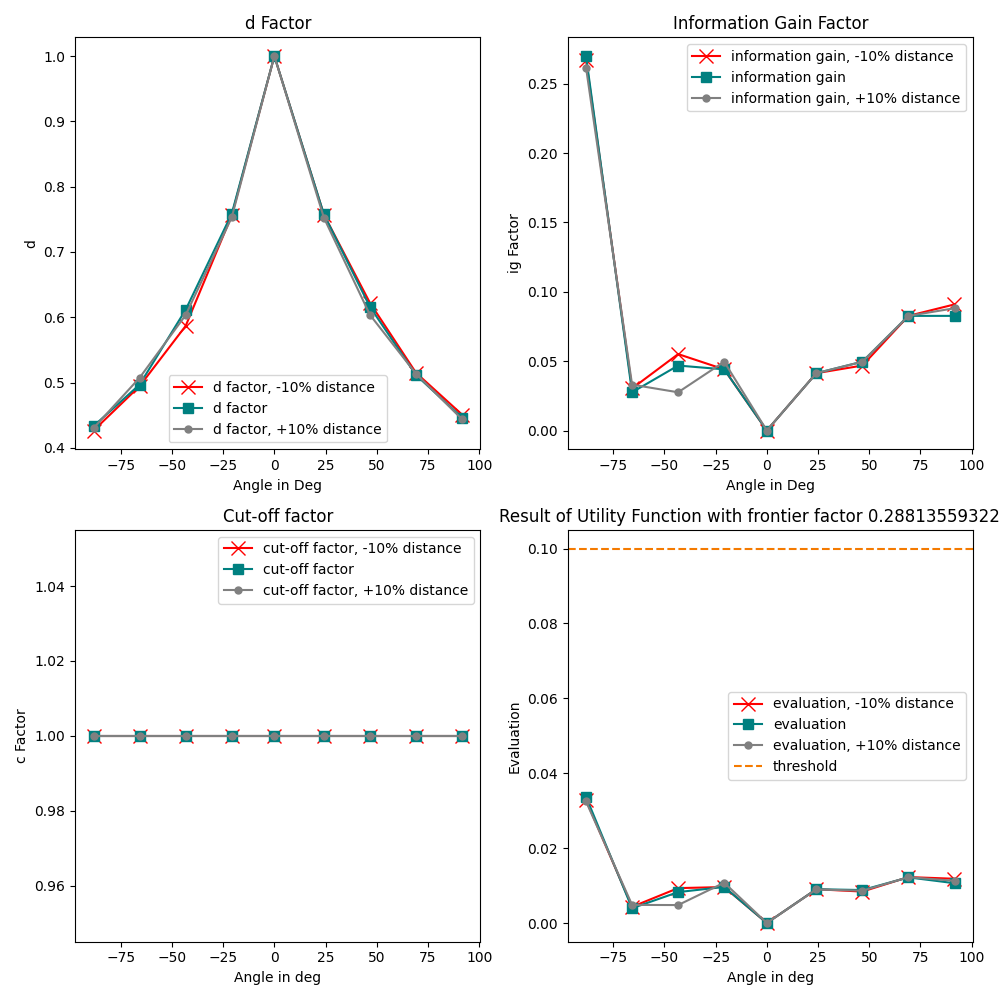 d Factor
1.0
0.9
0.8
0.7
0.6
0.5
0.4
d
d factor, -10% distance
d factor
d factor, +10% distance
−75 −50 −25 0 25 50 75 100
Angle in Deg
Information Gain Factor
0.25
0.20
0.15
0.10
0.05
0.00
ig Factor
information gain, -10% distance
information gain
information gain, +10% distance
−75 −50 −25 0 25 50 75 100
Angle in Deg
Cut-off factor
1.04
1.02
1.00
0.98
0.96
c Factor
cut-off factor, -10% distance
cut-off factor
cut-off factor, +10% distance
−75 −50 −25 0 25 50 75 100
Angle in deg
Result of Utility Function with frontier factor 0.28813559322
0.10
0.08
0.06
0.04
0.02
0.00
Evaluation
evaluation, -10% distance
evaluation
evaluation, +10% distance
threshold
−75 −50 −25 0 25 50 75 100
Angle in deg